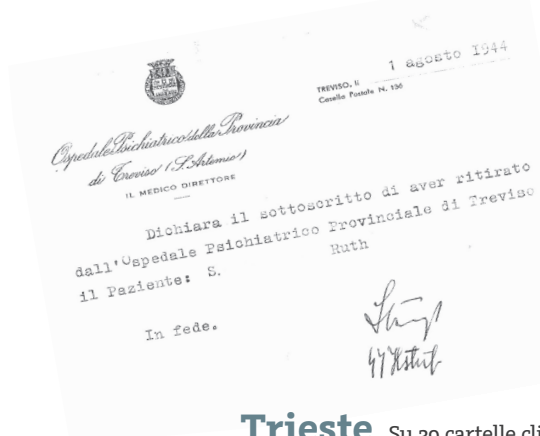 1 agosto 1944
TREVISO, li
Casella Postale N. 156
Ospedale Psichiatrico della Provincia
di Treviso (S. Artemio)
IL MEDICO DIRETTORE
Dichiara il sottoscritto di aver ritirato
dall'Ospedale Psichiatrico Provinciale di Treviso
il Paziente: S. Ruth
In fede.
Trieste Su 39 cartelle cli